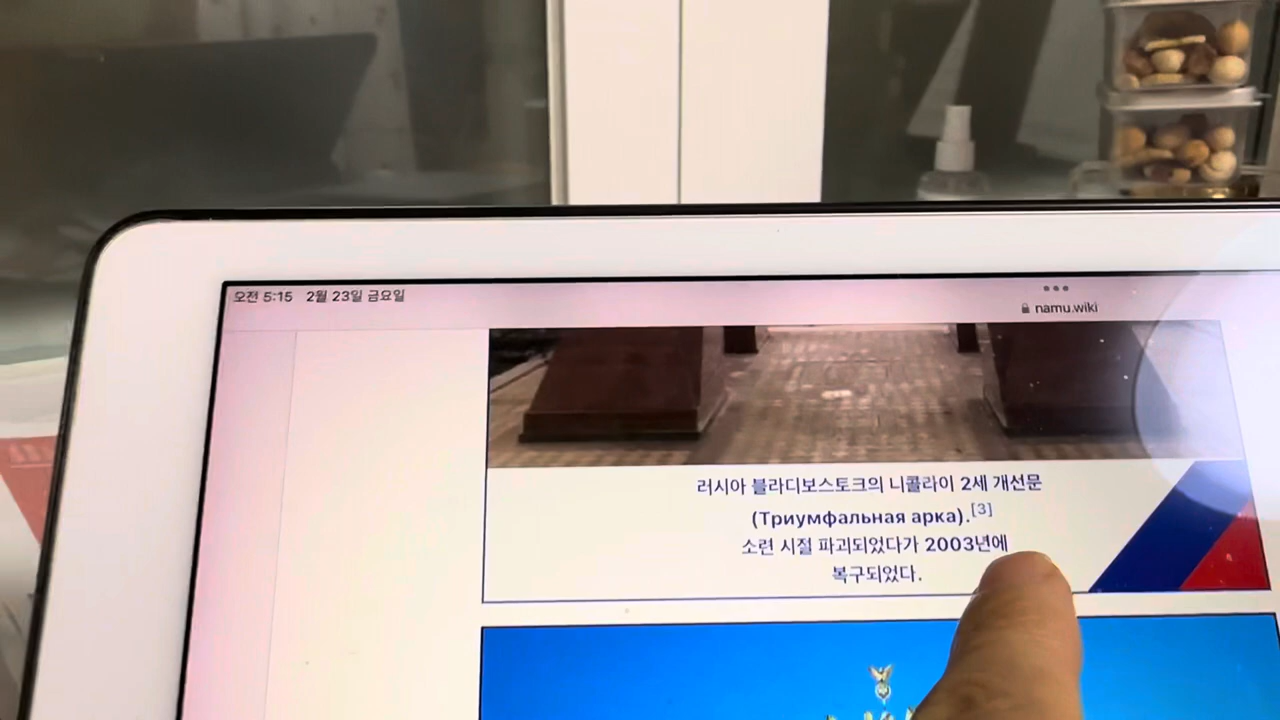 오전 5:15 2월 23일 금요일
namu.wiki
러시아 블라디보스토크의 니콜라이 2세 개선문
(Триумфальная арка).[3]
소련 시절 파괴되었다가 2003년에
복구되었다.